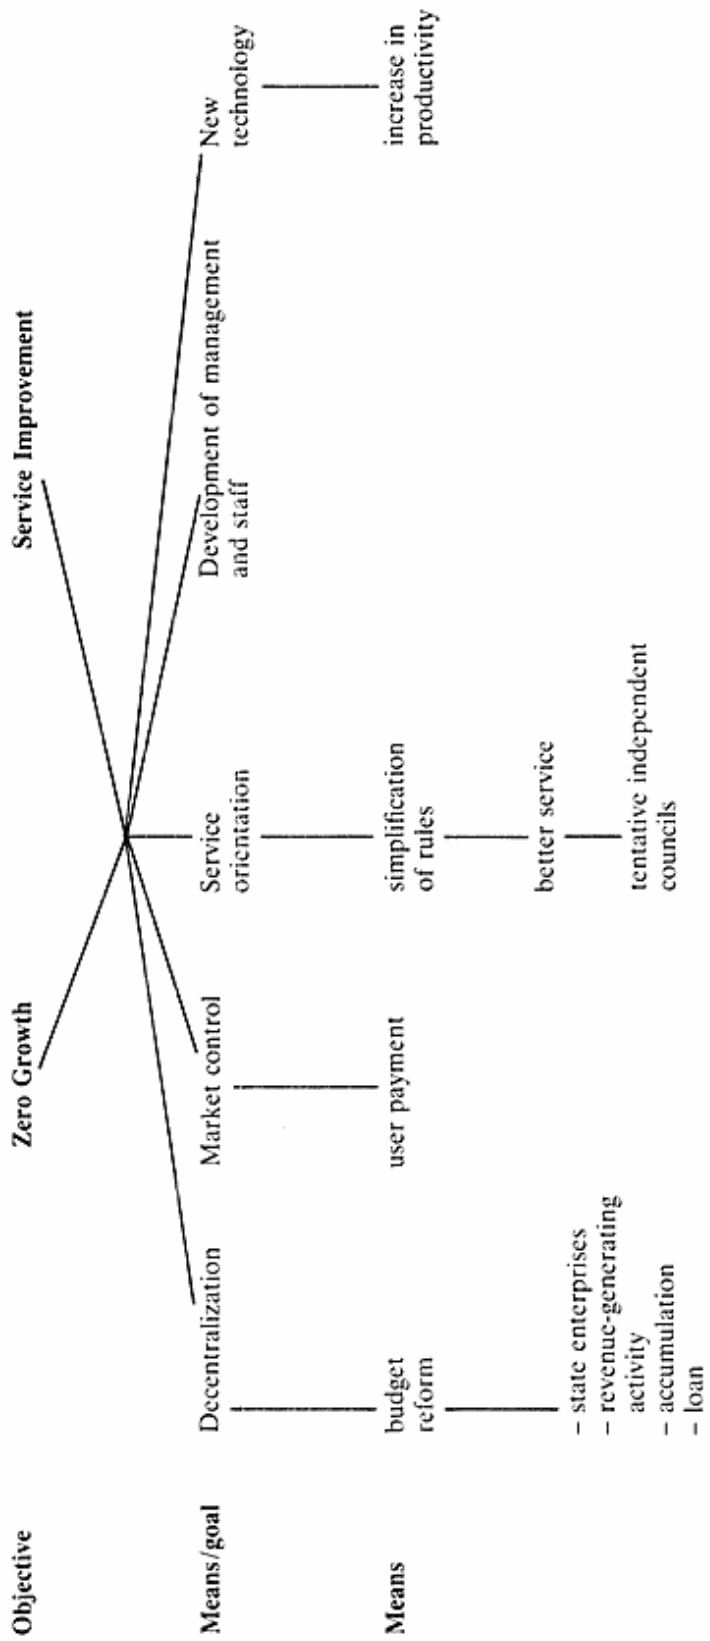 Objective
Zero Growth
Service Improvement
Means/goal
Decentralization
Market control
Service
orientation
Development of management
and staff
New
technology
Means
budget
reform
user payment
simplification
of rules
increase in
productivity
– state enterprises
– revenue-generating
activity
– accumulation
– loan
better service
tentative independent
councils